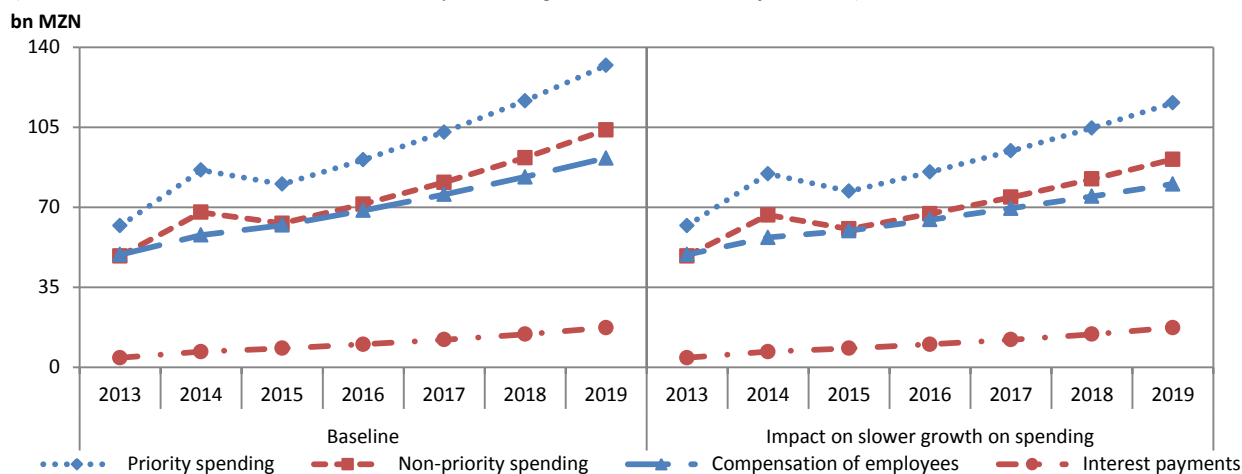 bn MZN
140
105
70
35
0
2013 2014 2015 2016 2017 2018 2019 2013 2014 2015 2016 2017 2018 2019
Baseline Impact on slower growth on spending
Priority spending Non-priority spending Compensation of employees Interest payments